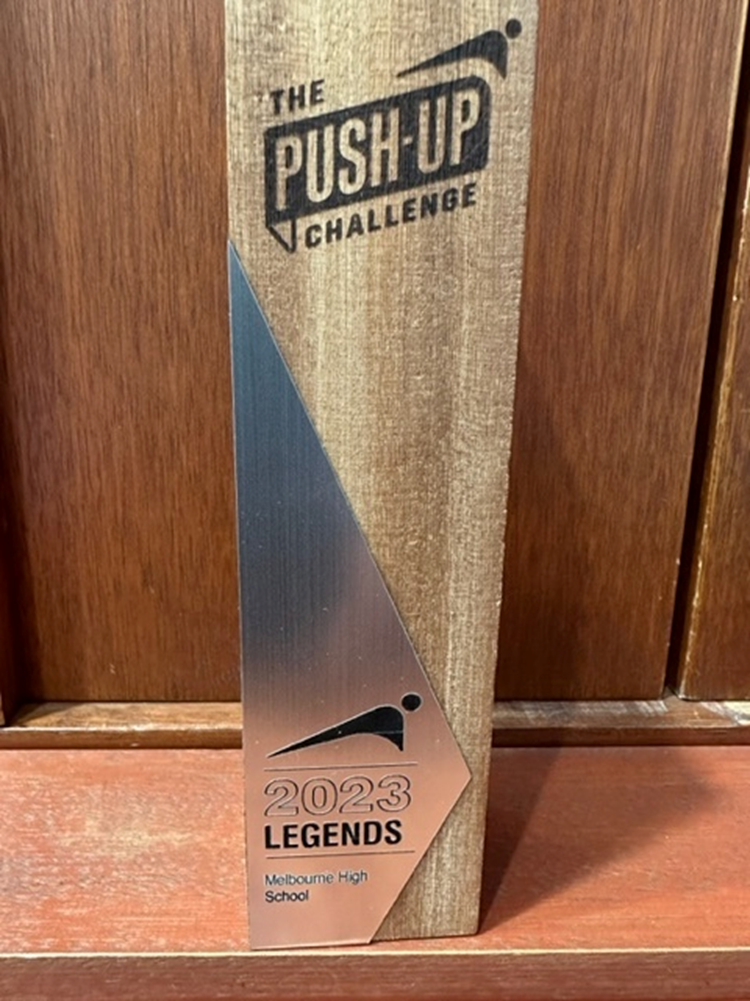 THE
PUSH-UP
CHALLENGE
2023
LEGENDS
Melbourne High
School